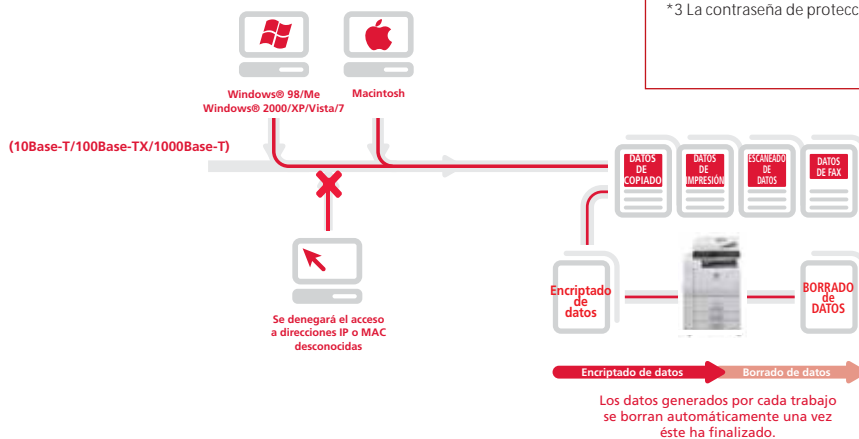 *3 La contraseña de protecc
Windows® 98/Me
Windows® 2000/XP/Vista/7
Macintosh
(10Base-T/100Base-TX/1000Base-T)
DATOS
DE
COPIADO
DATOS
DE
IMPRESIÓN
ESCANEADO
DE
DATOS
DATOS
DE FAX
Se denegará el acceso
a direcciones IP o MAC
desconocidas
Encriptado
de
datos
BORRADO
de
DATOS
Encriptado de datos
Borrado de datos
Los datos generados por cada trabajo
se borran automáticamente una vez
éste ha finalizado.